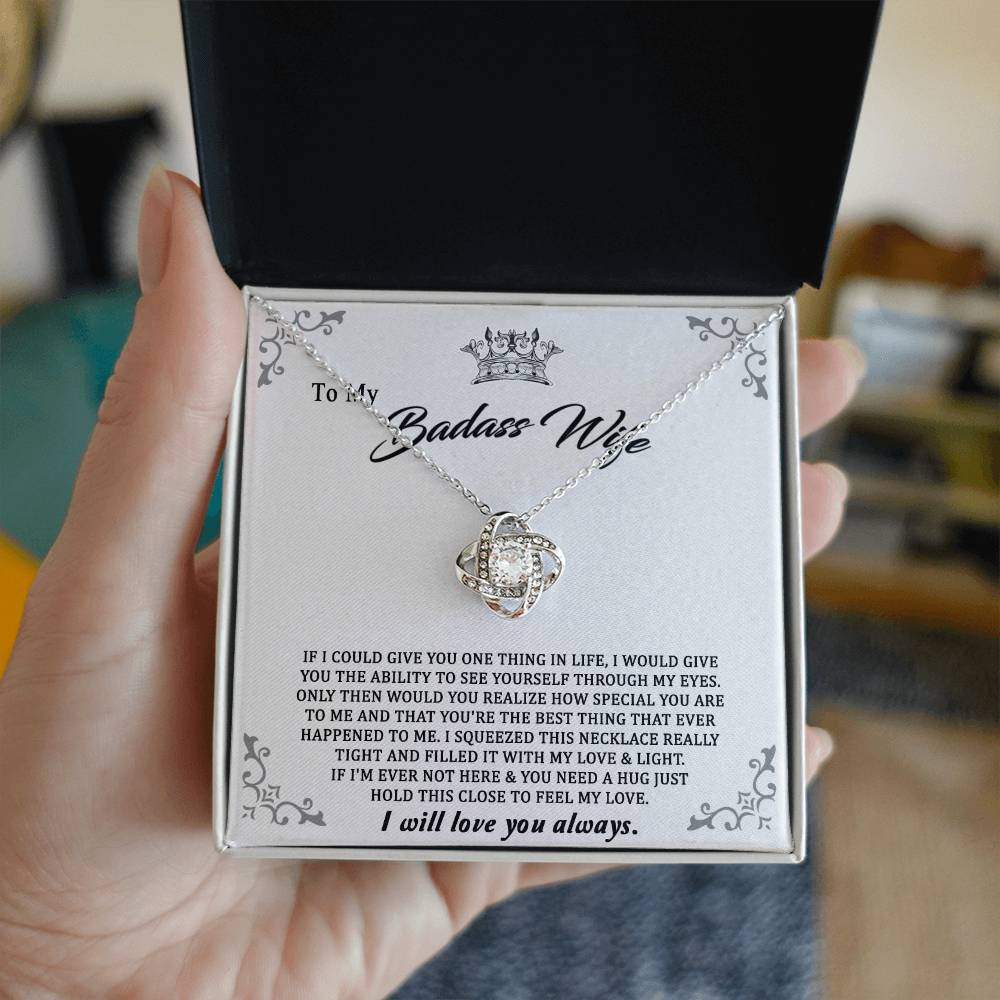 To My
Badass Wife
IF I COULD GIVE YOU ONE THING IN LIFE, I WOULD GIVE
YOU THE ABILITY TO SEE YOURSELF THROUGH MY EYES.
ONLY THEN WOULD YOU REALIZE HOW SPECIAL YOU ARE
TO ME AND THAT YOU'RE THE BEST THING THAT EVER
HAPPENED TO ME. I SQUEEZED THIS NECKLACE REALLY
TIGHT AND FILLED IT WITH MY LOVE & LIGHT.
IF I'M EVER NOT HERE & YOU NEED A HUG JUST
HOLD THIS CLOSE TO FEEL MY LOVE.
I will love you always.